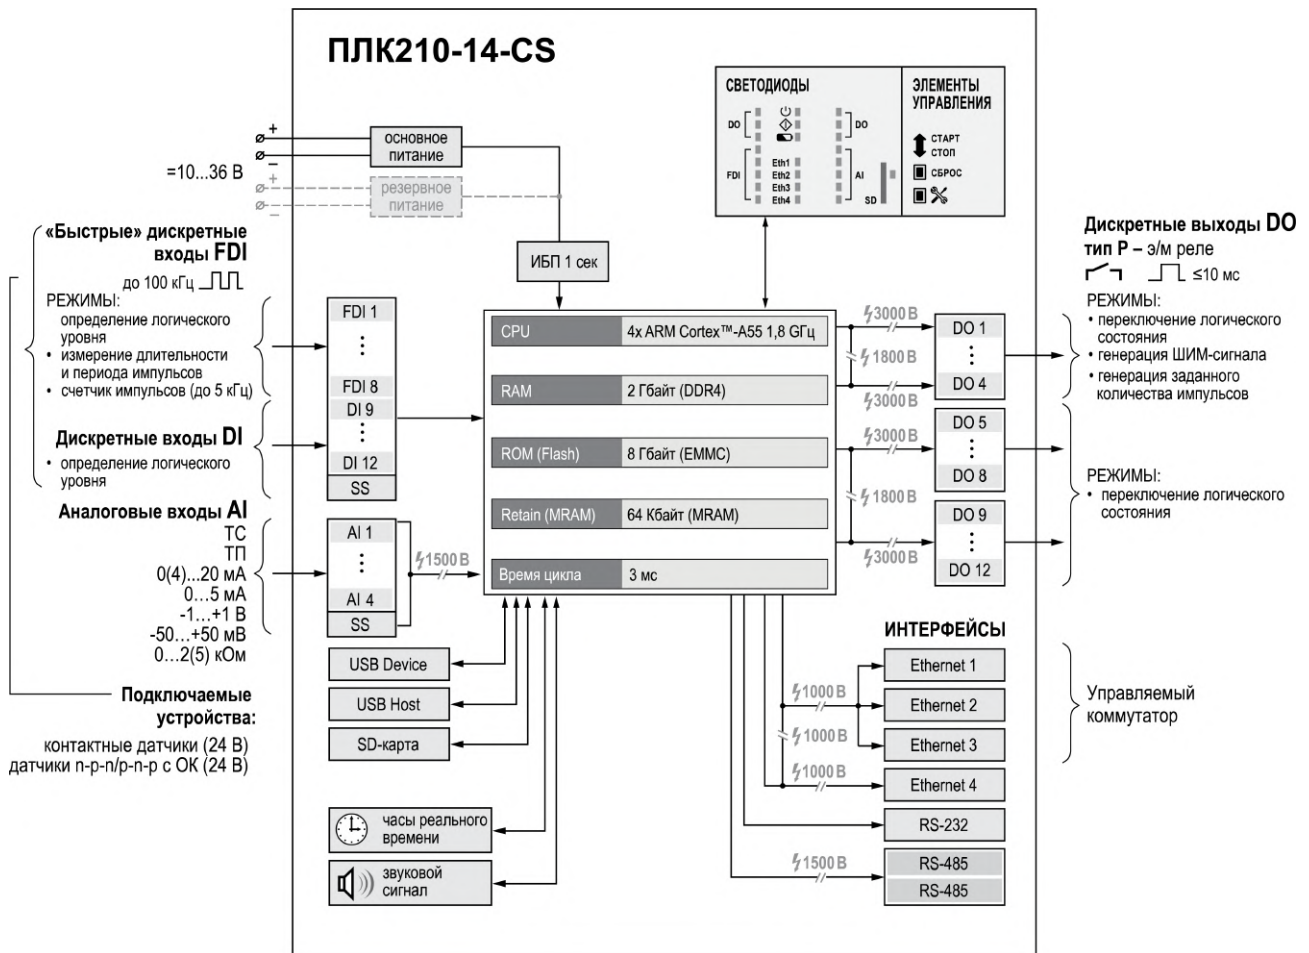 ПЛК210-14-CS
СВЕТОДИОДЫ
DO
DO
FDI
Eth1
Eth2
Eth3
Eth4
AI
SD
ЭЛЕМЕНТЫ
УПРАВЛЕНИЯ
СТАРТ
СТОП
СБРОС
+
–
=10...36 В
+
–
основное
питание
резервное
питание
ИБП 1 сек
«Быстрые» дискретные
входы FDI
до 100 кГц
РЕЖИМЫ:
определение логического
уровня
• измерение длительности
и периода импульсов
• счетчик импульсов (до 5 кГц)
Дискретные входы DI
• определение логического
уровня
Аналоговые входы AI
ТС
ТП
0(4)...20 мА
0...5 мА
-1...+1 В
-50...+50 мВ
0...2(5) кОм
Подключаемые
устройства:
контактные датчики (24 В)
датчики n-p-n/p-n-p с ОК (24 В)
FDI 1
FDI 8
DI 9
DI 12
SS
AI 1
AI 4
SS
1500 В
USB Device
USB Host
SD-карта
часы реального
времени
звуковой
сигнал
CPU 4x ARM Cortex™-A55 1,8 ГГц
RAM 2 Гбайт (DDR4)
ROM (Flash) 8 Гбайт (EMMC)
Retain (MRAM) 64 Кбайт (MRAM)
Время цикла 3 мс
3000 В
1800 В
3000 В
3000 В
1800 В
3000 В
DO 1
DO 4
DO 5
DO 8
DO 9
DO 12
Дискретные выходы DO
тип Р – э/м реле
≤10 мс
РЕЖИМЫ:
• переключение логического
состояния
• генерация ШИМ-сигнала
• генерация заданного
количества импульсов
РЕЖИМЫ:
• переключение логического
состояния
ИНТЕРФЕЙСЫ
1000 В
1000 В
1000 В
1500 В
Ethernet 1
Ethernet 2
Ethernet 3
Ethernet 4
RS-232
RS-485
RS-485
Управляемый
коммутатор